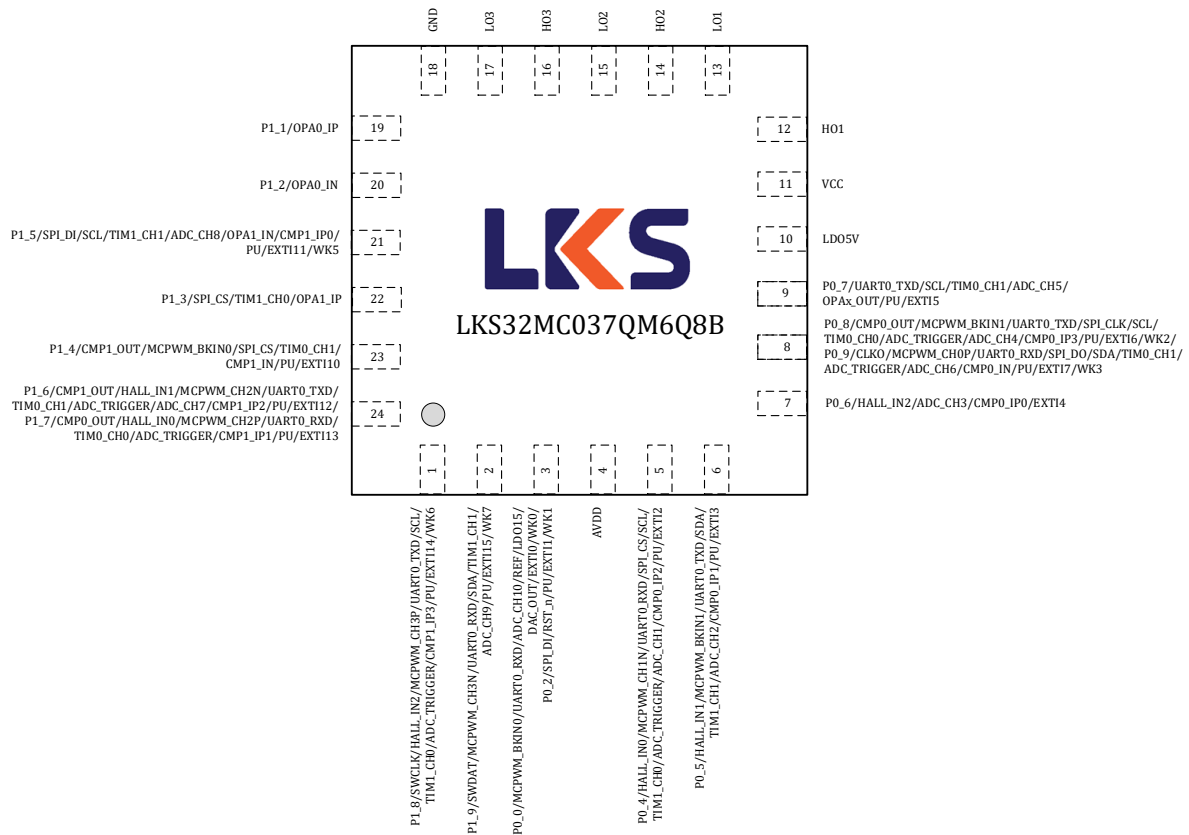 GND
LO3
HO3
LO2
HO2
LO1
18
17
16
15
14
13
P1_1/OPA0_IP
19
12
HO1
P1_2/OPA0_IN
20
11
VCC
P1_5/SPI_DI/SCL/TIM1_CH1/ADC_CH8/OPA1_IN/CMP1_IP0/
PU/EXTI11/WK5
21
10
LDO5V
P1_3/SPI_CS/TIM1_CH0/OPA1_IP
22
9
P0_7/UART0_TXD/SCL/TIM0_CH1/ADC_CH5/
OPAx_OUT/PU/EXTI5
LKS
LKS32MC037QM6Q8B
P1_4/CMP1_OUT/MCPWM_BKIN0/SPI_CS/TIM0_CH1/
CMP1_IN/PU/EXTI10
23
8
P0_8/CMP0_OUT/MCPWM_BKIN1/UART0_TXD/SPI_CLK/SCL/
TIM0_CH0/ADC_TRIGGER/ADC_CH4/CMP0_IP3/PU/EXTI6/WK2/
P0_9/CLKO/MCPWM_CH0P/UART0_RXD/SPI_DO/SDA/TIM0_CH1/
ADC_TRIGGER/ADC_CH6/CMP0_IN/PU/EXTI7/WK3
P1_6/CMP1_OUT/HALL_IN1/MCPWM_CH2N/UART0_TXD/
TIM0_CH1/ADC_TRIGGER/ADC_CH7/CMP1_IP2/PU/EXTI12/
P1_7/CMP0_OUT/HALL_IN0/MCPWM_CH2P/UART0_RXD/
TIM0_CH0/ADC_TRIGGER/CMP1_IP1/PU/EXTI13
24
7
P0_6/HALL_IN2/ADC_CH3/CMP0_IP0/EXTI4
1
2
3
4
5
6
P1_8/SWCLK/HALL_IN2/MCPWM_CH3P/UART0_TXD/SCL/
TIM1_CH0/ADC_TRIGGER/CMP1_IP3/PU/EXTI14/WK6
P1_9/SWDAT/MCPWM_CH3N/UART0_RXD/SDA/TIM1_CH1/
ADC_CH9/PU/EXTI15/WK7
P0_0/MCPWM_BKIN0/UART0_RXD/ADC_CH10/REF/LDO15/
DAC_OUT/EXTI0/WK0/
P0_2/SPI_DI/RST_n/PU/EXTI1/WK1
AVDD
P0_4/HALL_IN0/MCPWM_CH1N/UART0_RXD/SPI_CS/SCL/
TIM1_CH0/ADC_TRIGGER/ADC_CH1/CMP0_IP2/PU/EXTI2
P0_5/HALL_IN1/MCPWM_BKIN1/UART0_TXD/SDA/
TIM1_CH1/ADC_CH2/CMP0_IP1/PU/EXTI3